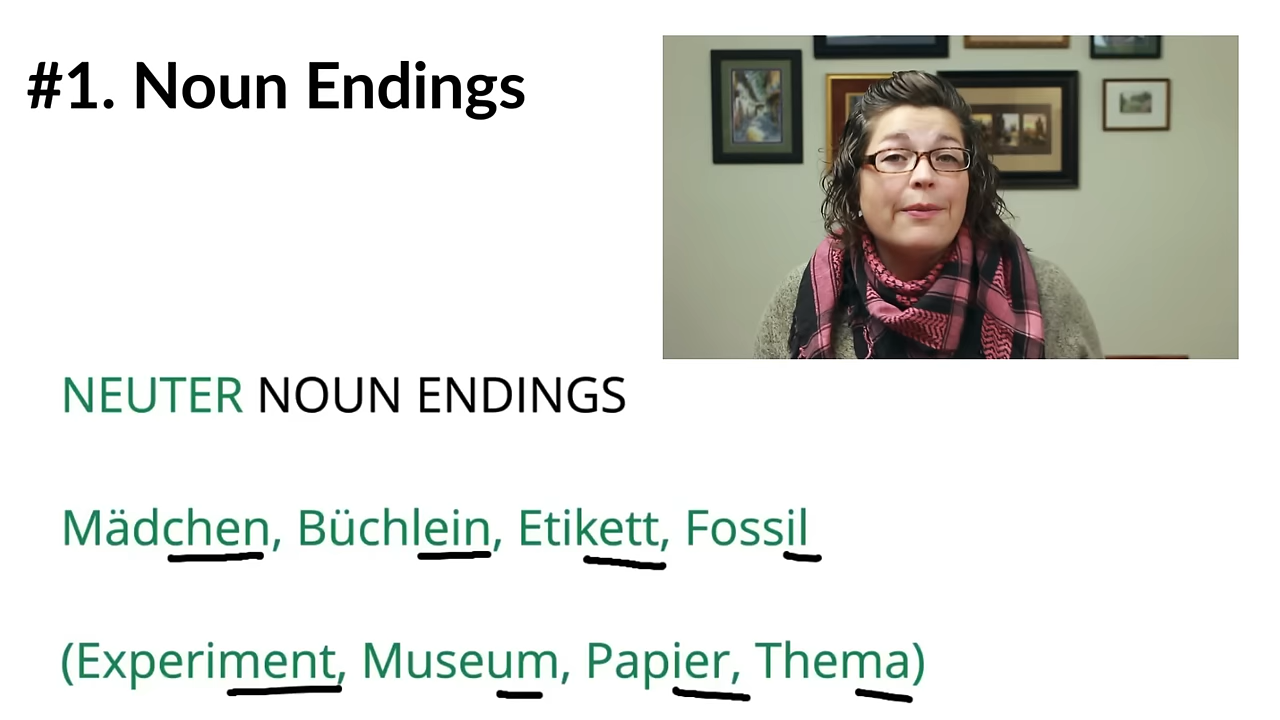 #1. Noun Endings
NEUTER NOUN ENDINGS
Mädchen, Büchlein, Etikett, Fossil
(Experiment, Museum, Papier, Thema)